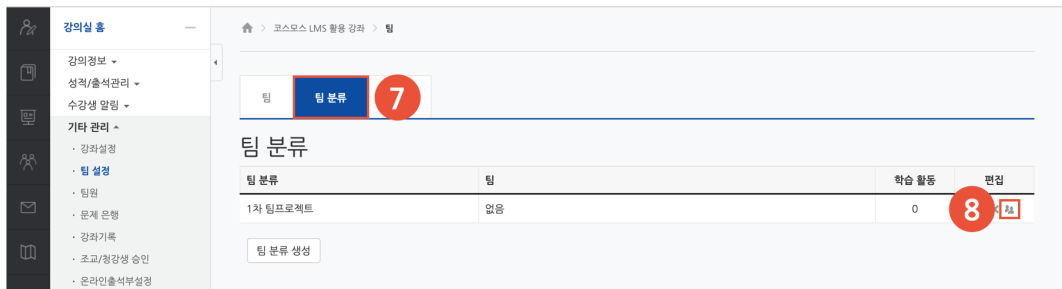 강의실 홈
강의정보
성적/출석관리
수강생 알림
기타 관리
· 강좌설정
· 팀 설정
· 팀원
· 문제 은행
· 강좌기록
· 조교/청강생 승인
· 온라인출석부설정
코스모스 LMS 활용 강좌 > 팀
팀 팀 분류 7
팀 분류
팀 분류 팀 학습 활동 편집
1차 팀프로젝트 없음 0 8
팀 분류 생성